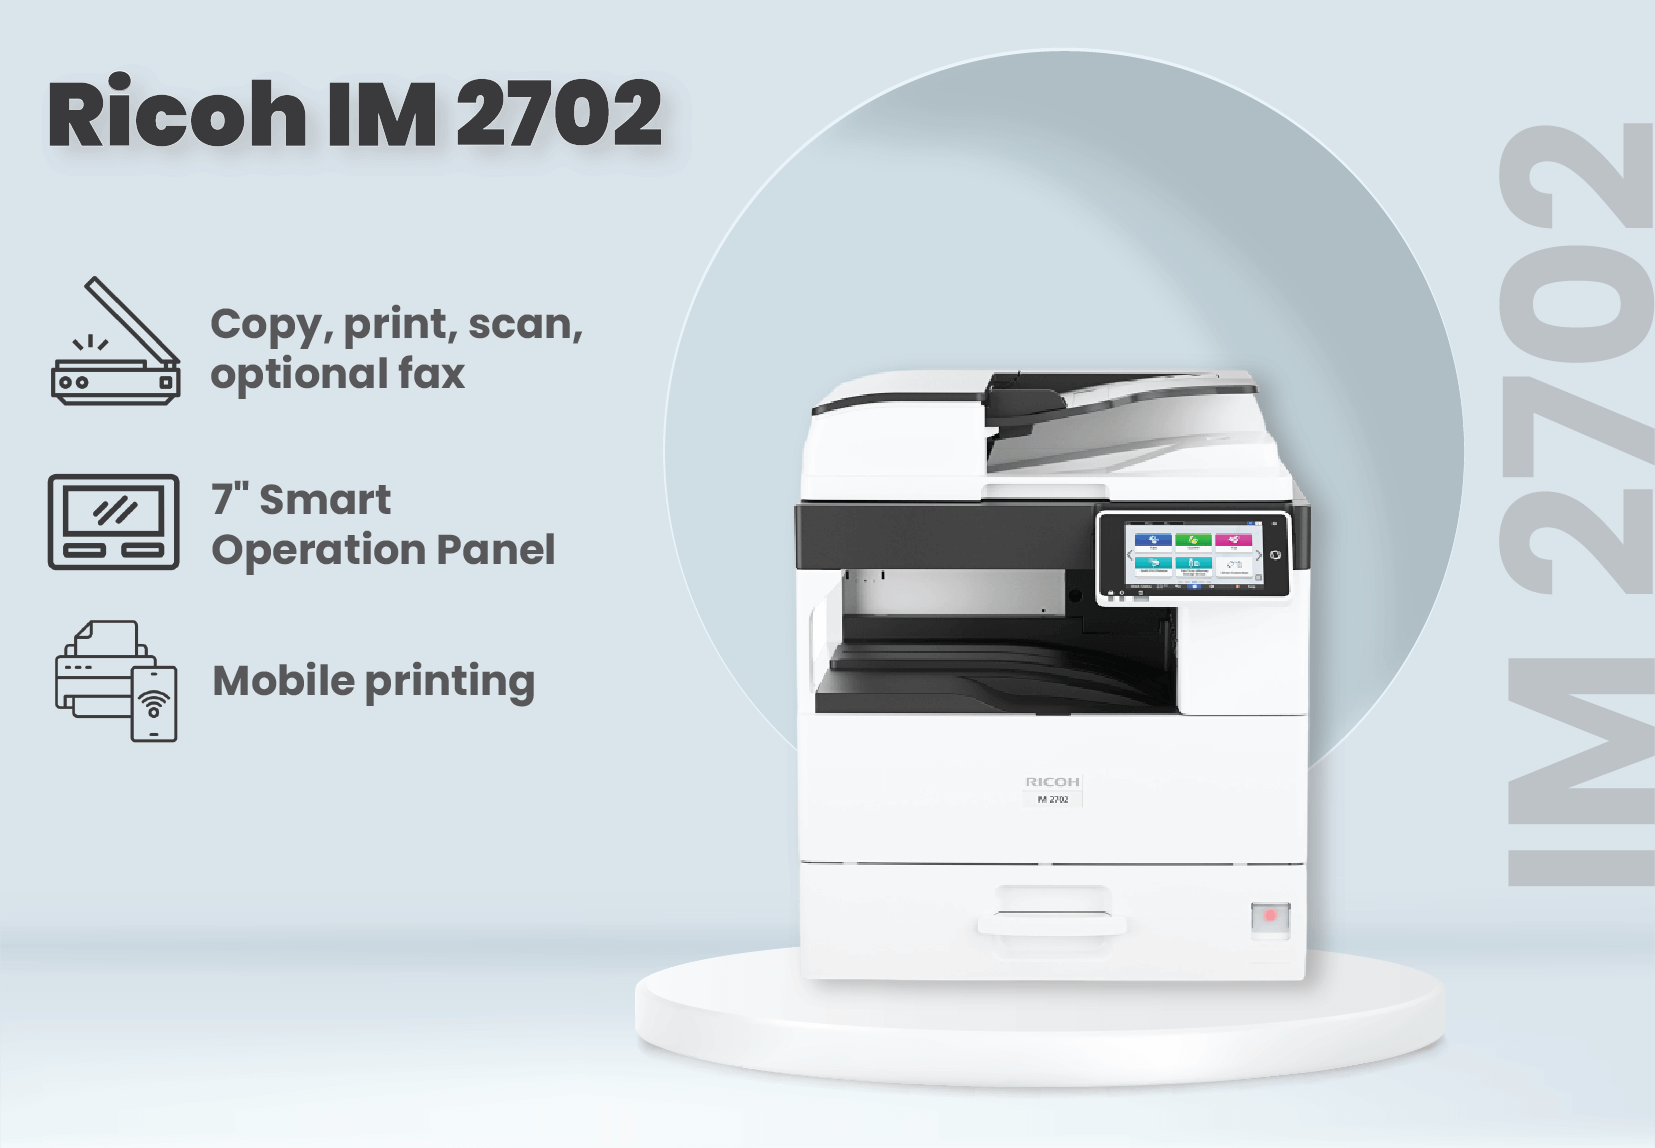 Ricoh IM 2702
Copy, print, scan,
optional fax
7" Smart
Operation Panel
Mobile printing
RICOH
IM 2702
IM 2702